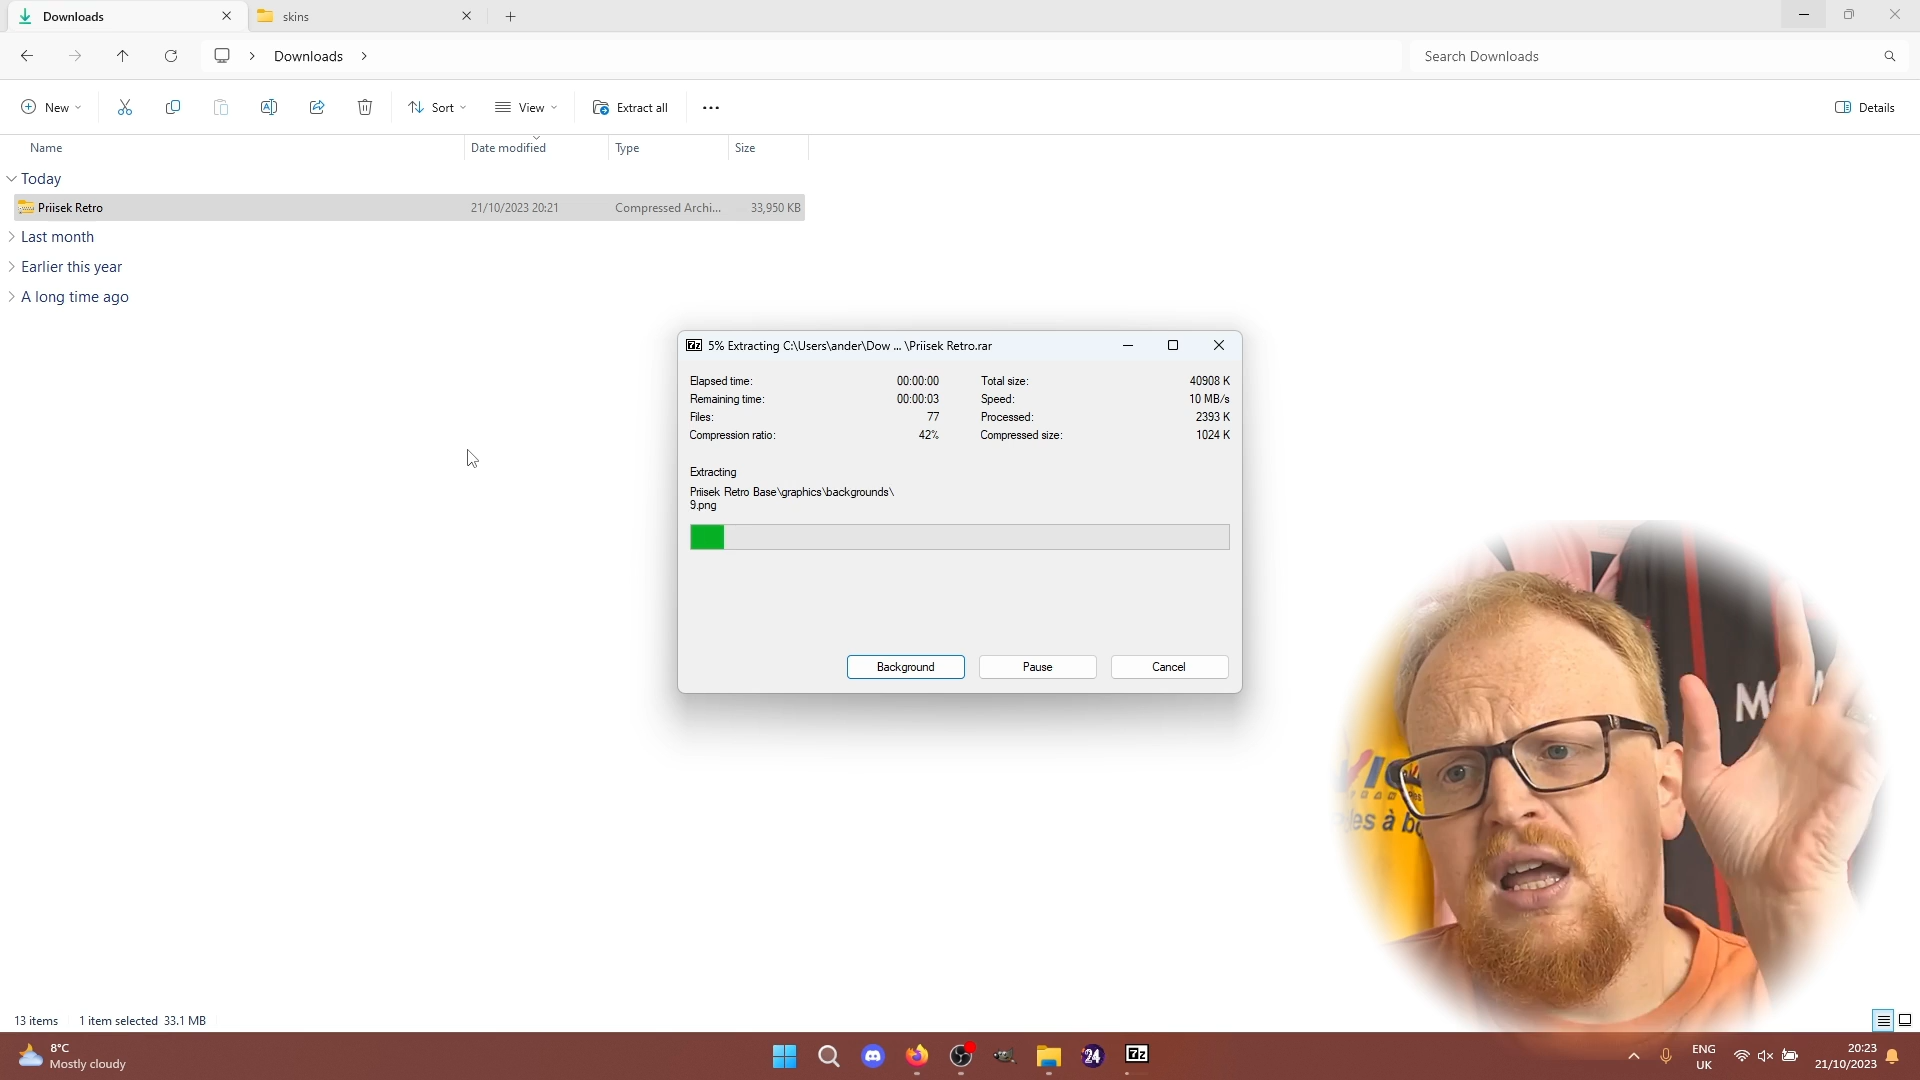 Downloads
skins
Downloads
Search Downloads
New
Sort
View
Extract all
Details
Name
Date modified
Type
Size
Today
Priisek Retro
21/10/2023 20:21
Compressed Archi...
33,950 KB
Last month
Earlier this year
A long time ago
7z
5% Extracting C:\Users\ander\Dow ... \Priisek Retro.rar
Elapsed time:
00:00:00
Total size:
40908 K
Remaining time:
00:00:03
Speed:
10 MB/s
Files:
77
Processed:
2393 K
Compression ratio:
42%
Compressed size:
1024 K
Extracting
Priisek Retro Base\graphics\backgrounds\
9.png
Background
Pause
Cancel
13 items
1 item selected 33.1 MB
8°C
Mostly cloudy
24
7z
ENG
UK
20:23
21/10/2023